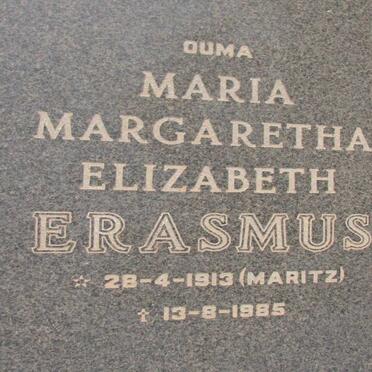 OUMA
MARIA
MARGARETHA
ELIZABETH
ERASMUS
☆ 28-4-1913 (MARITZ)
✝ 13-8-1985